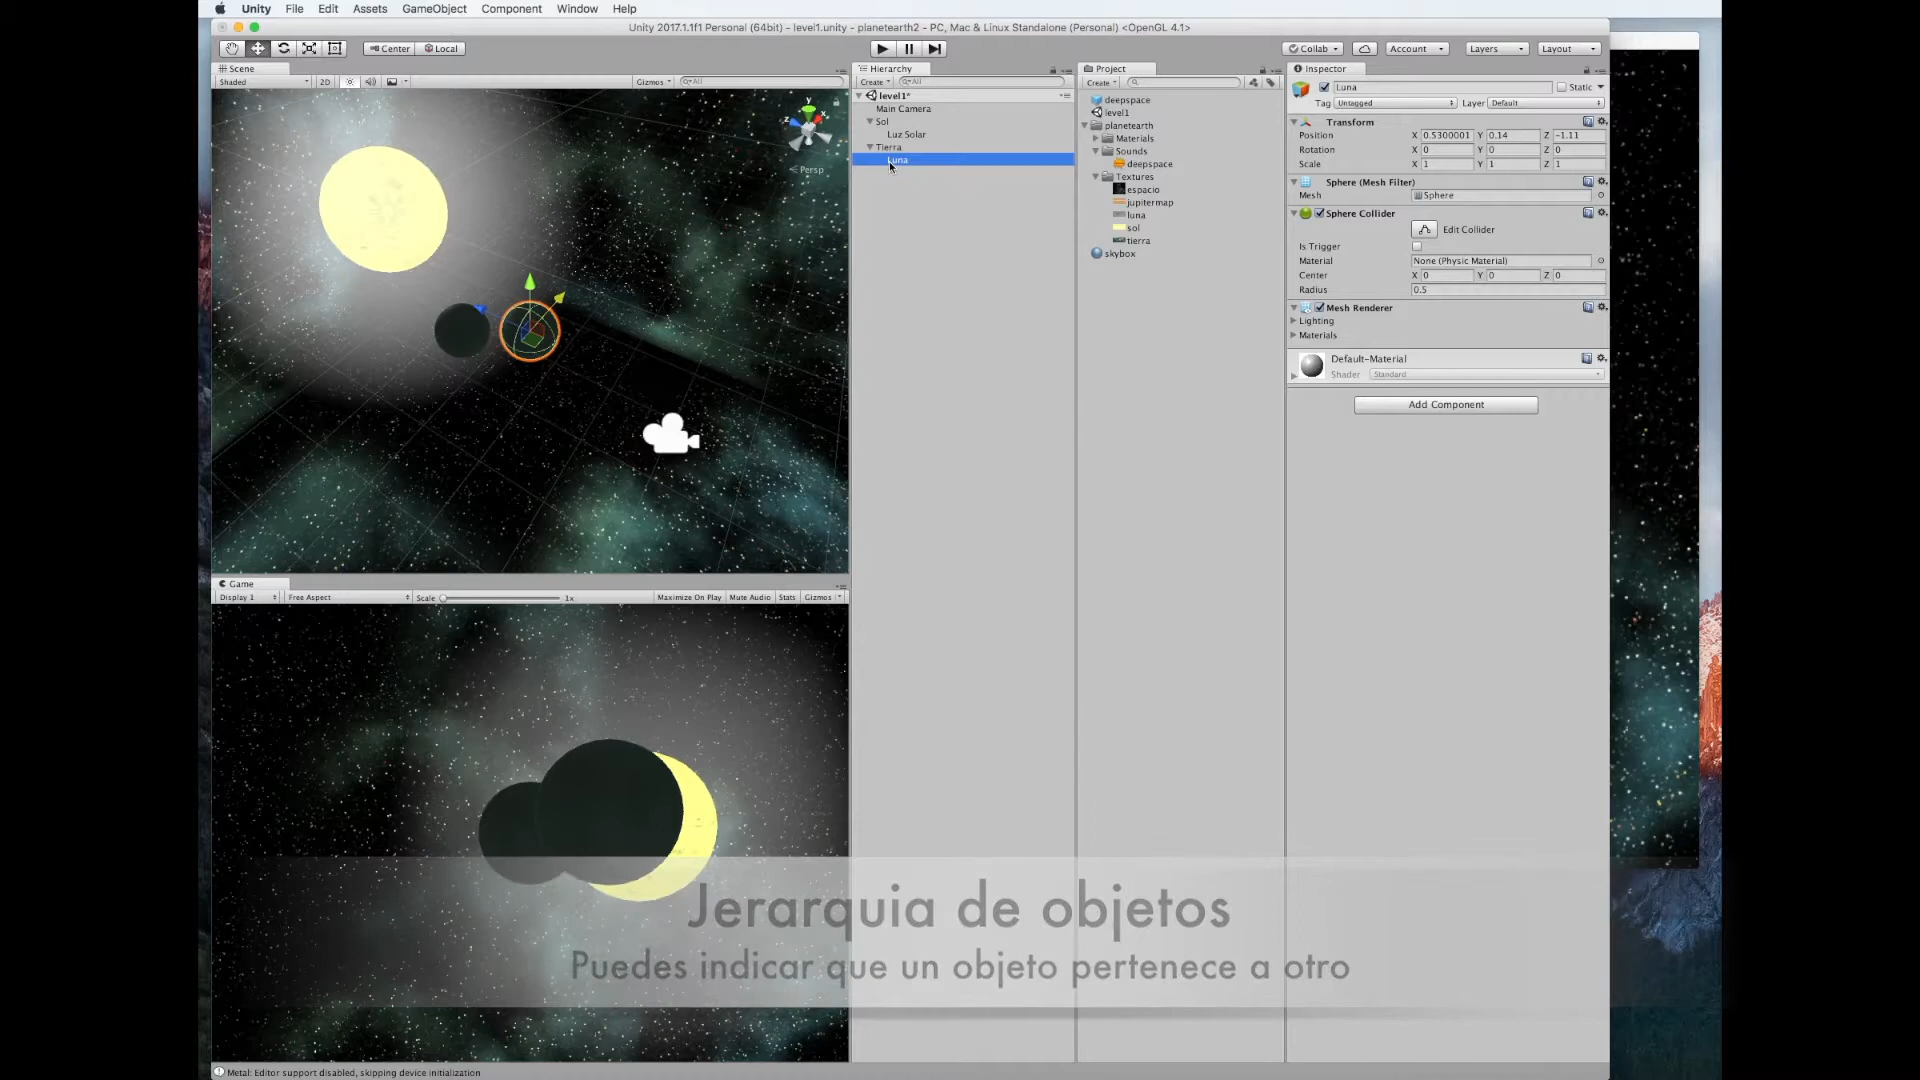 Unity File Edit Assets GameObject Component Window Help
Unity 2017.1.1f1 Personal (64bit) - level1.unity - planetearth2 - PC, Mac & Linux Standalone (Personal) <OpenGL 4.1>
Center Local Collab Account Layers Layout
Scene
Shaded 2D Gizmos All
y
x
z
Persp
Hierarchy
Create All
level1*
Main Camera
Sol
Luz Solar
Tierra
Luna
Project
Create
deepspace
level1
planetearth
Materials
Sounds
deepspace
Textures
espacio
jupitermap
luna
sol
tierra
skybox
Inspector
Luna Static
Tag Untagged Layer Default
Transform
Position X 0.5300001 Y 0.14 Z -1.11
Rotation X 0 Y 0 Z 0
Scale X 1 Y 1 Z 1
Sphere (Mesh Filter)
Mesh Sphere
Sphere Collider
Edit Collider
Is Trigger
Material None (Physic Material)
Center X 0 Y 0 Z 0
Radius 0.5
Mesh Renderer
Lighting
Materials
Default-Material
Shader Standard
Add Component
Game
Display 1 Free Aspect Scale 1x Maximize On Play Mute Audio Stats Gizmos
Jerarquia de objetos
Puedes indicar que un objeto pertenece a otro
Metal: Editor support disabled, skipping device initialization